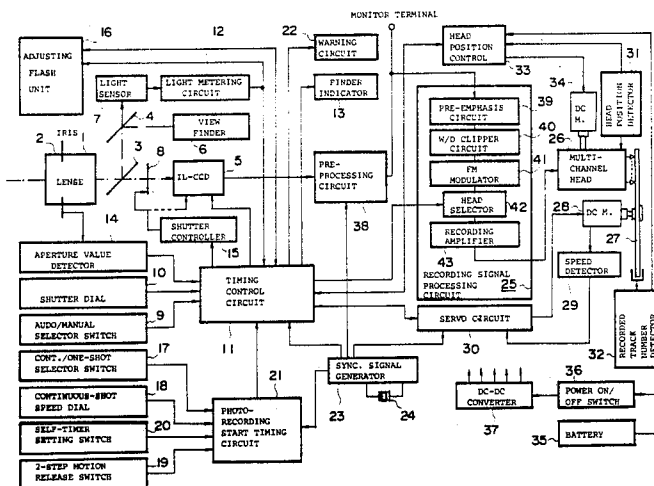 MONITOR TERMINAL
16
ADJUSTING
FLASH
UNIT
12
22
WARNING
CIRCUIT
HEAD
POSITION
CONTROL
33
31
LIGHT
SENSOR
7
LIGHT METERING
CIRCUIT
FINDER
INDICATOR
13
34
DC
M.
HEAD POSITION
DETECTOR
4
VIEW
FINDER
6
PRE-EMPHASIS
CIRCUIT
39
W/D CLIPPER
CIRCUIT
40
26
IRIS
2
1
LENSE
3
8
IL-CCD
5
PRE-
PROCESSING
CIRCUIT
38
FM
MODULATOR
41
MULTI-
CHANNEL
HEAD
HEAD
SELECTOR
42
28
DC M.
27
14
APERTURE VALUE
DETECTOR
SHUTTER
CONTROLLER
15
RECORDING
AMPLIFIER
43
RECORDING SIGNAL
PROCESSING
CIRCUIT
25
SPEED
DETECTOR
29
10
SHUTTER DIAL
TIMING
CONTROL
CIRCUIT
11
9
AUDO/MANUAL
SELECTOR SWITCH
SERVO CIRCUIT
30
RECORDED
TRACK
NUMBER
DETECTOR
32
17
CONT./ONE-SHOT
SELECTOR SWITCH
21
SYNC. SIGNAL
GENERATOR
23
24
DC-DC
CONVERTER
37
36
POWER ON/
OFF SWITCH
18
CONTINUOUS-SHOT
SPEED DIAL
PHOTO-
RECORDING
START TIMING
CIRCUIT
20
SELF-TIMER
SETTING SWITCH
35
BATTERY
19
2-STEP MOTION
RELEASE SWITCH